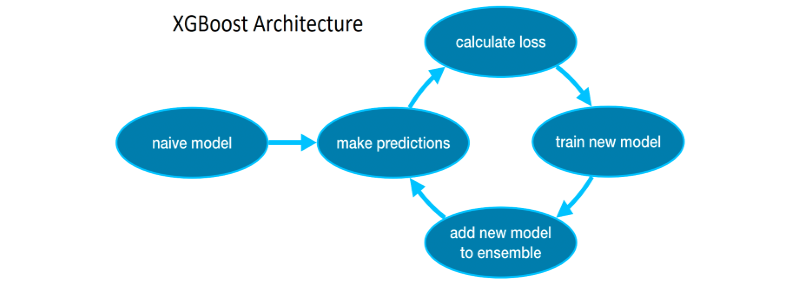 XGBoost Architecture
calculate loss
naive model
make predictions
train new model
add new model
to ensemble